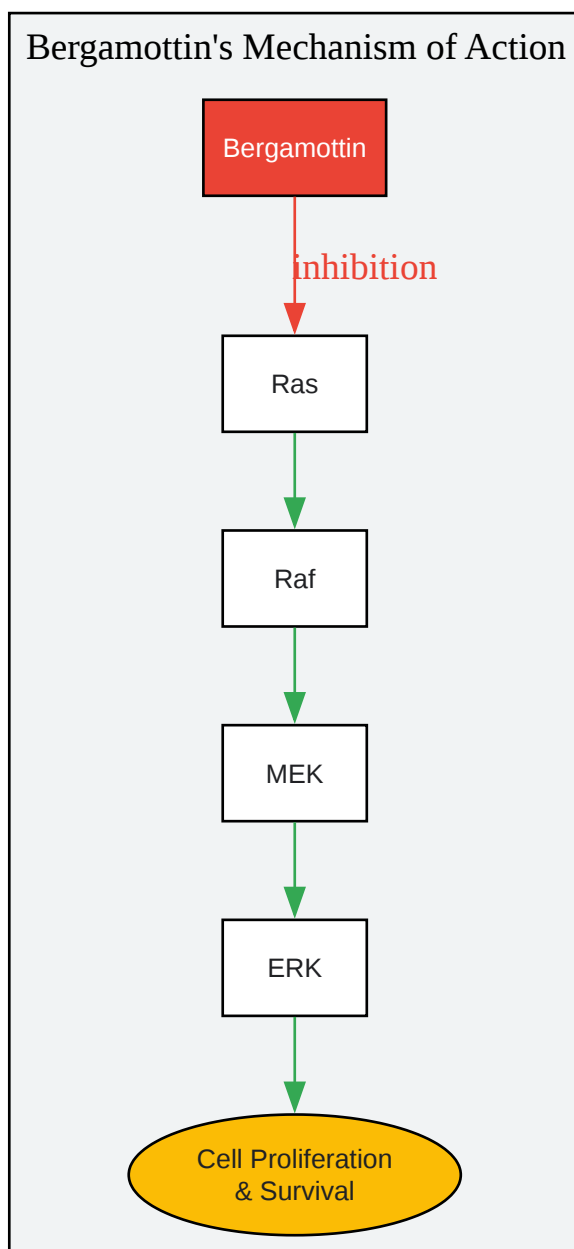 Bergamottin's Mechanism of Action
Bergamottin
inhibition
Ras
Raf
MEK
ERK
Cell Proliferation
& Survival